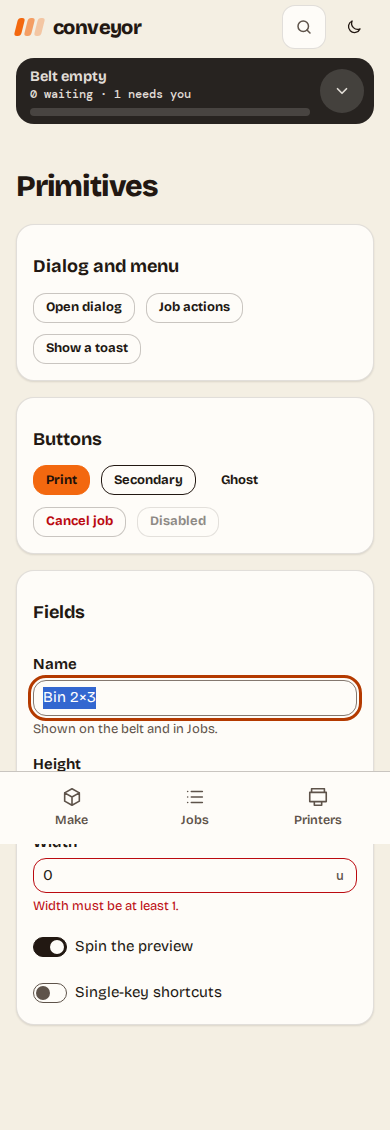 conveyor
Belt empty
0 waiting · 1 needs you
Primitives
Dialog and menu
Open dialog
Job actions
Show a toast
Buttons
Print
Secondary
Ghost
Cancel job
Disabled
Fields
Name
Bin 2×3
Shown on the belt and in Jobs.
Height
Make
Jobs
Printers
Width
0
u
Width must be at least 1.
Spin the preview
Single-key shortcuts